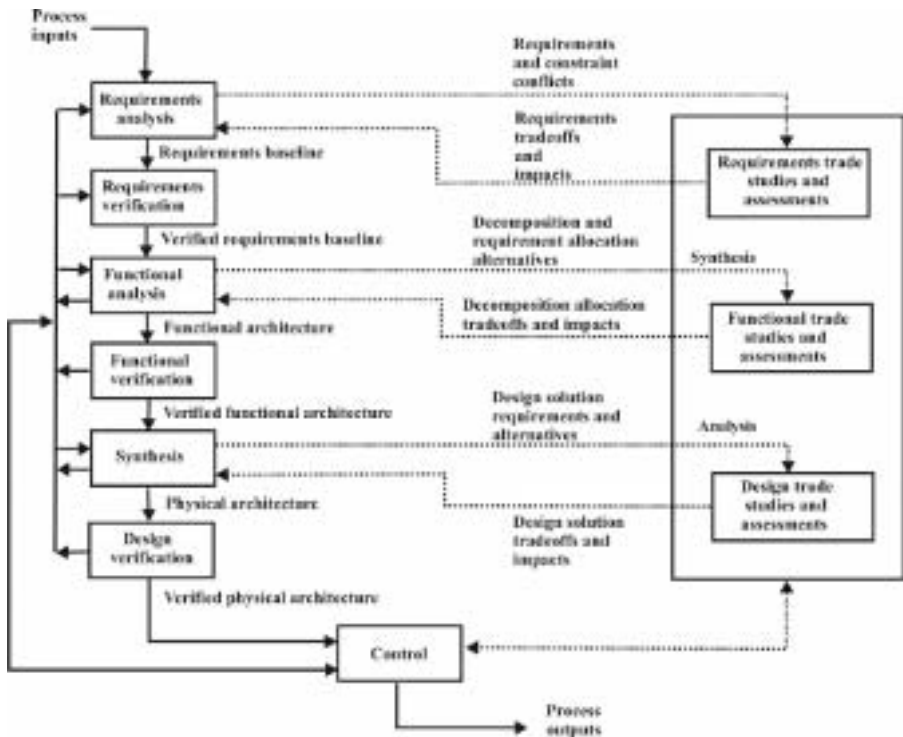 Process
inputs
Requirements
and constraint
conflicts
Requirements
analysis
Requirements
tradeoffs
and
impacts
Requirements baseline
Requirements trade
studies and
assessments
Requirements
verification
Decomposition and
requirement allocation
alternatives
Verified requirements baseline
Synthesis
Functional
analysis
Decomposition allocation
tradeoffs and impacts
Functional architecture
Functional trade
studies and
assessments
Functional
verification
Design solution
requirements and
alternatives
Verified functional architecture
Analysis
Synthesis
Physical architecture
Design trade
studies and
assessments
Design solution
tradeoffs and
impacts
Design
verification
Verified physical architecture
Control
Process
outputs